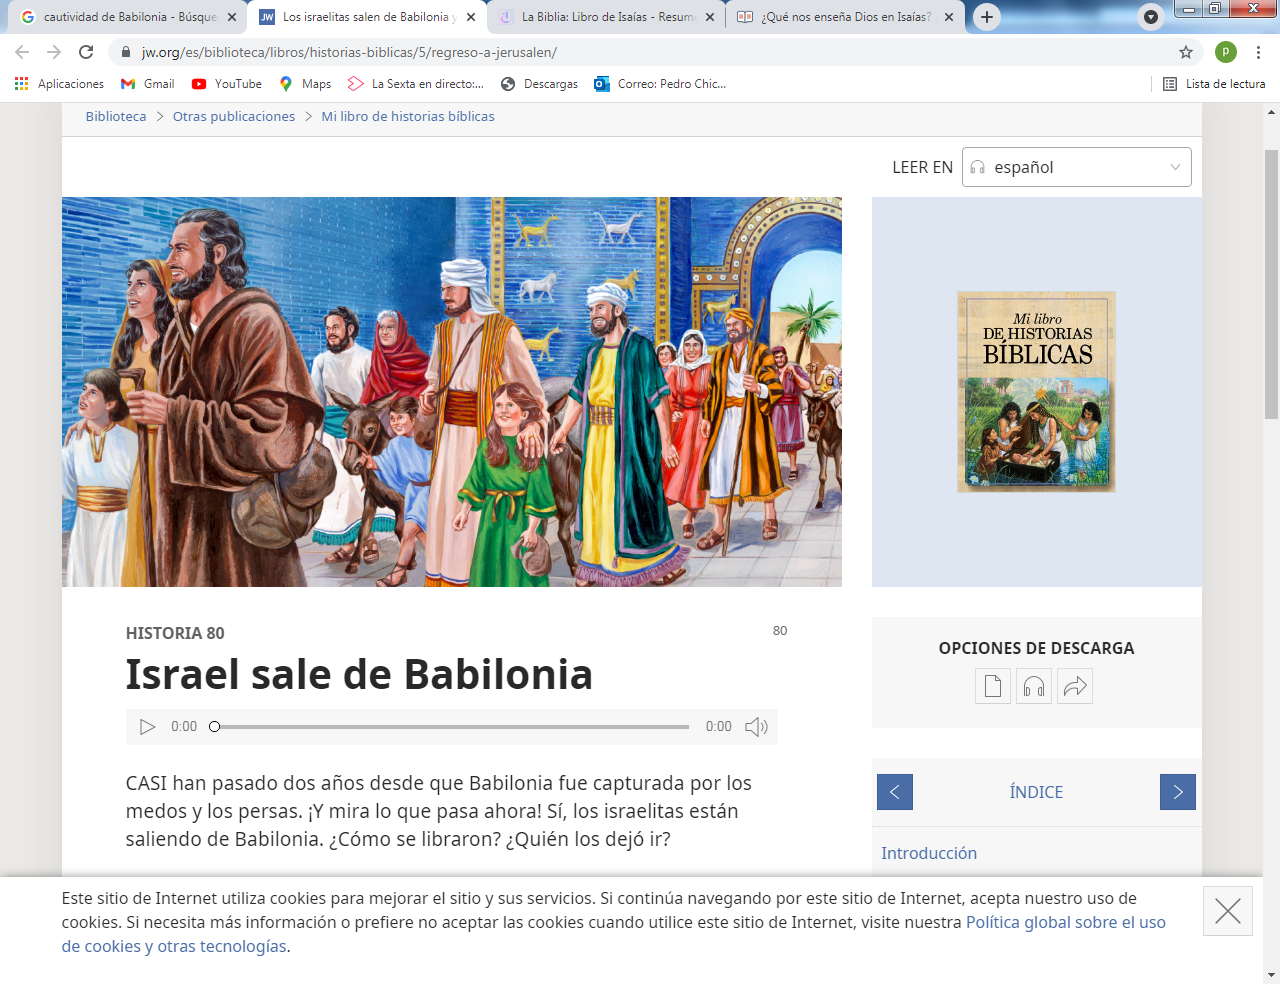 cautividad de Babilonia - Búsque
Los israelitas salen de Babilonia y
La Biblia: Libro de Isaías - Resum
¿Qué nos enseña Dios en Isaías?
jw.org/es/biblioteca/libros/historias-biblicas/5/regreso-a-jerusalen/
P
Aplicaciones
Gmail
YouTube
Maps
La Sexta en directo:...
Descargas
Correo: Pedro Chic...
Lista de lectura
Biblioteca > Otras publicaciones > Mi libro de historias bíblicas
LEER EN español
Mi libro
DE HISTORIAS
BÍBLICAS
HISTORIA 80
80
Israel sale de Babilonia
0:00
0:00
CASI han pasado dos años desde que Babilonia fue capturada por los
medos y los persas. ¡Y mira lo que pasa ahora! Sí, los israelitas están
saliendo de Babilonia. ¿Cómo se libraron? ¿Quién los dejó ir?
OPCIONES DE DESCARGA
ÍNDICE
Introducción
Este sitio de Internet utiliza cookies para mejorar el sitio y sus servicios. Si continúa navegando por este sitio de Internet, acepta nuestro uso de
cookies. Si necesita más información o prefiere no aceptar las cookies cuando utilice este sitio de Internet, visite nuestra Política global sobre el uso
de cookies y otras tecnologías.